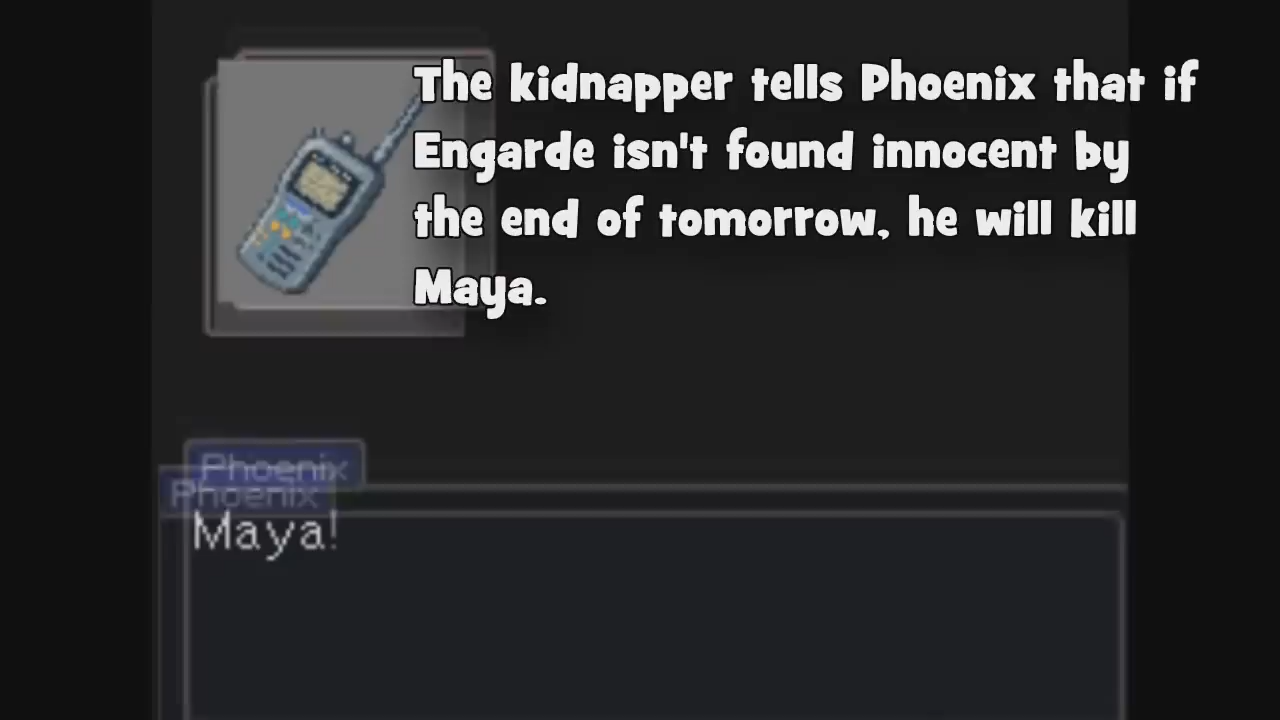 The kidnapper tells Phoenix that if
Engarde isn't found innocent by
the end of tomorrow, he will kill
Maya.
Phoenix
Phoenix
Maya!